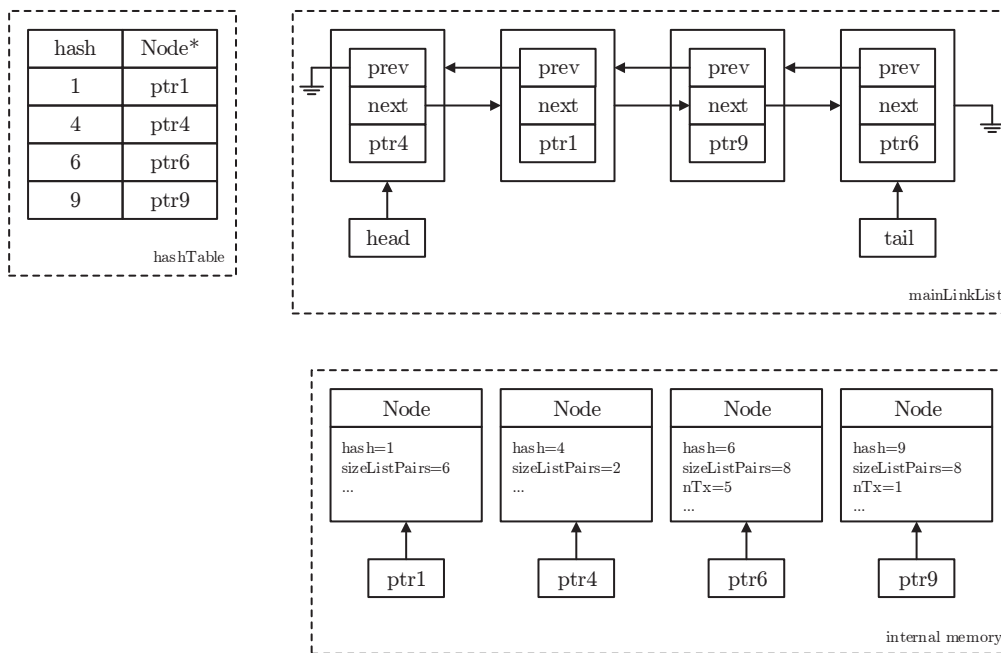 hash Node*
1 ptr1
4 ptr4
6 ptr6
9 ptr9
hashTable
prev prev prev prev
next next next next
ptr4 ptr1 ptr9 ptr6
head tail
mainLinkList
Node Node Node Node
hash=1 hash=4 hash=6 hash=9
sizeListPairs=6 sizeListPairs=2 sizeListPairs=8 sizeListPairs=8
... ... nTx=5 nTx=1
... ...
ptr1 ptr4 ptr6 ptr9
internal memory